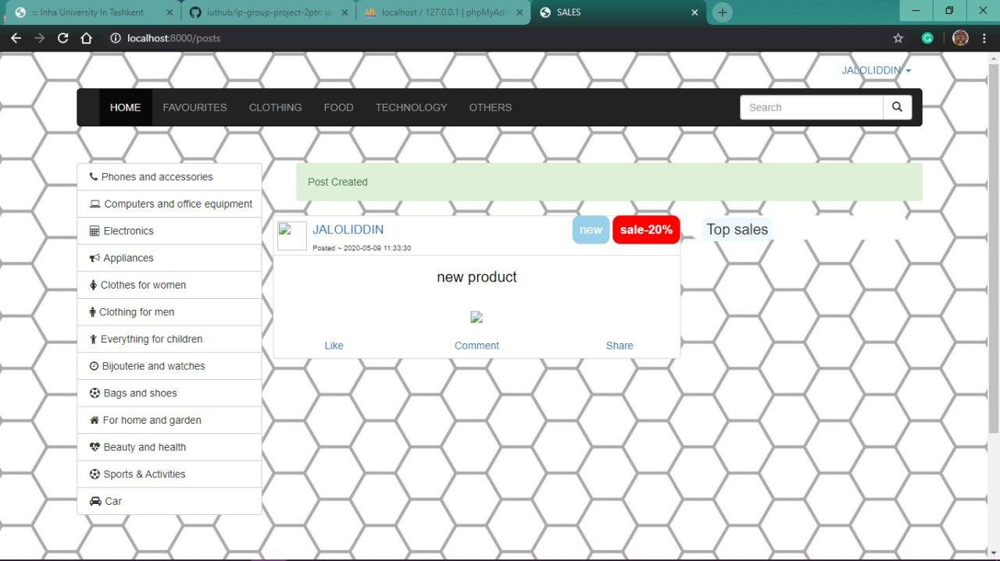 ::: Inha University In Tashkent
iuthub/ip-group-project-2ptr: ip-
localhost / 127.0.0.1 | phpMyAdm
SALES
localhost:8000/posts
JALOLIDDIN
HOME FAVOURITES CLOTHING FOOD TECHNOLOGY OTHERS Search
Phones and accessories
Computers and office equipment
Electronics
Appliances
Clothes for women
Clothing for men
Everything for children
Bijouterie and watches
Bags and shoes
For home and garden
Beauty and health
Sports & Activities
Car
Post Created
JALOLIDDIN
Posted ~ 2020-05-09 11:33:30
new sale-20%
new product
Like Comment Share
Top sales